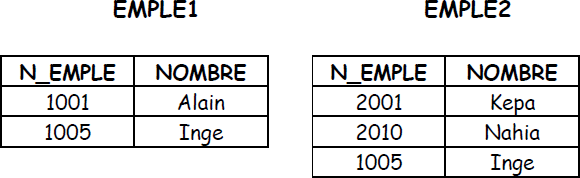 EMPLE1
N_EMPLE NOMBRE
1001 Alain
1005 Inge
EMPLE2
N_EMPLE NOMBRE
2001 Kepa
2010 Nahia
1005 Inge